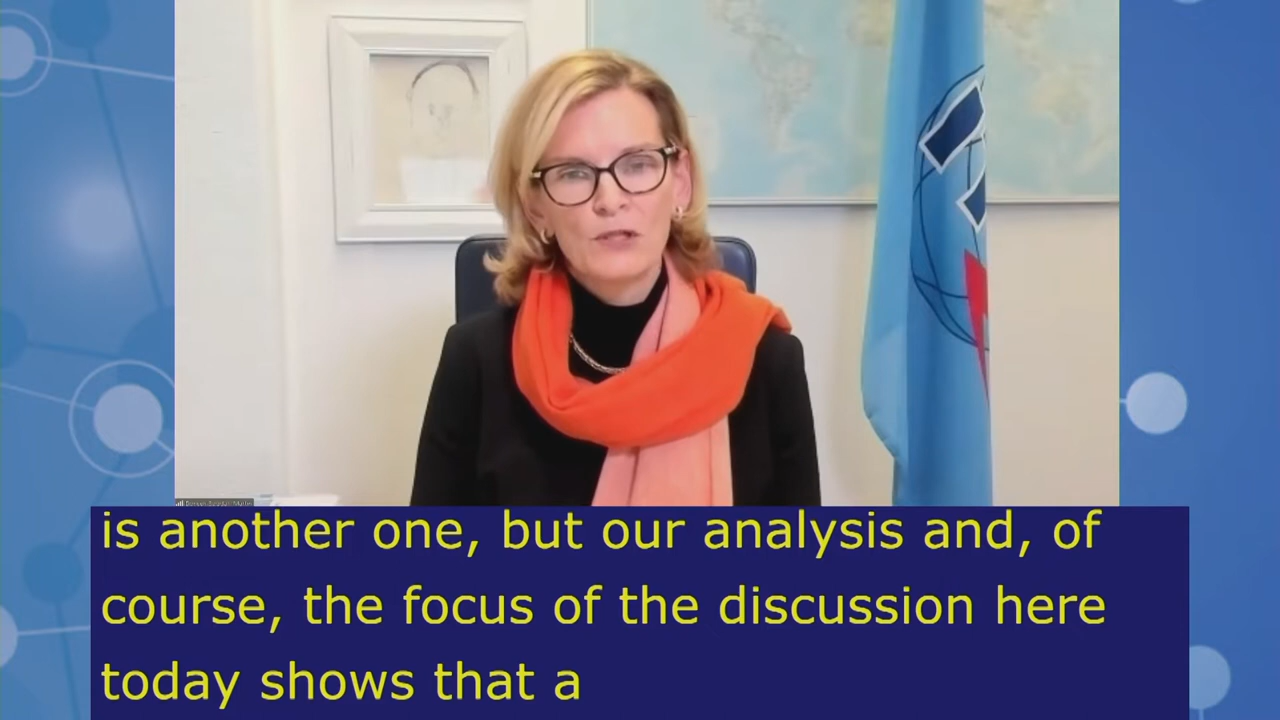 is another one, but our analysis and, of
course, the focus of the discussion here
today shows that a